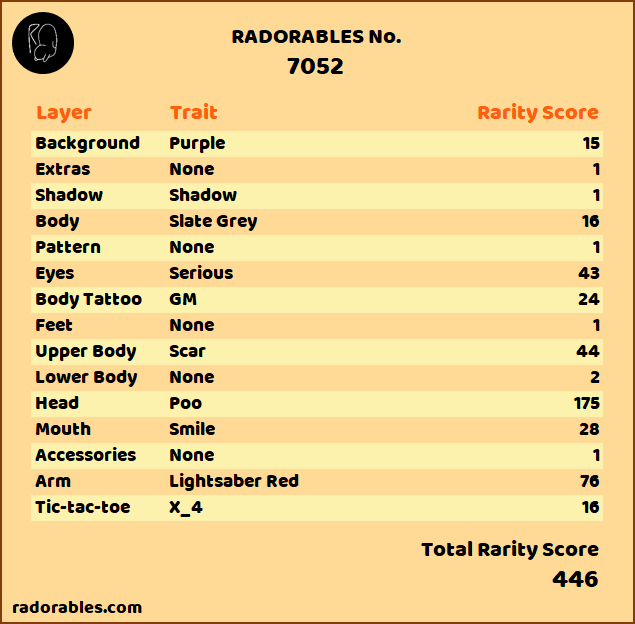 RADORABLES No.
7052
Layer Trait Rarity Score
Background Purple 15
Extras None 1
Shadow Shadow 1
Body Slate Grey 16
Pattern None 1
Eyes Serious 43
Body Tattoo GM 24
Feet None 1
Upper Body Scar 44
Lower Body None 2
Head Poo 175
Mouth Smile 28
Accessories None 1
Arm Lightsaber Red 76
Tic-tac-toe X_4 16
Total Rarity Score
446
radorables.com